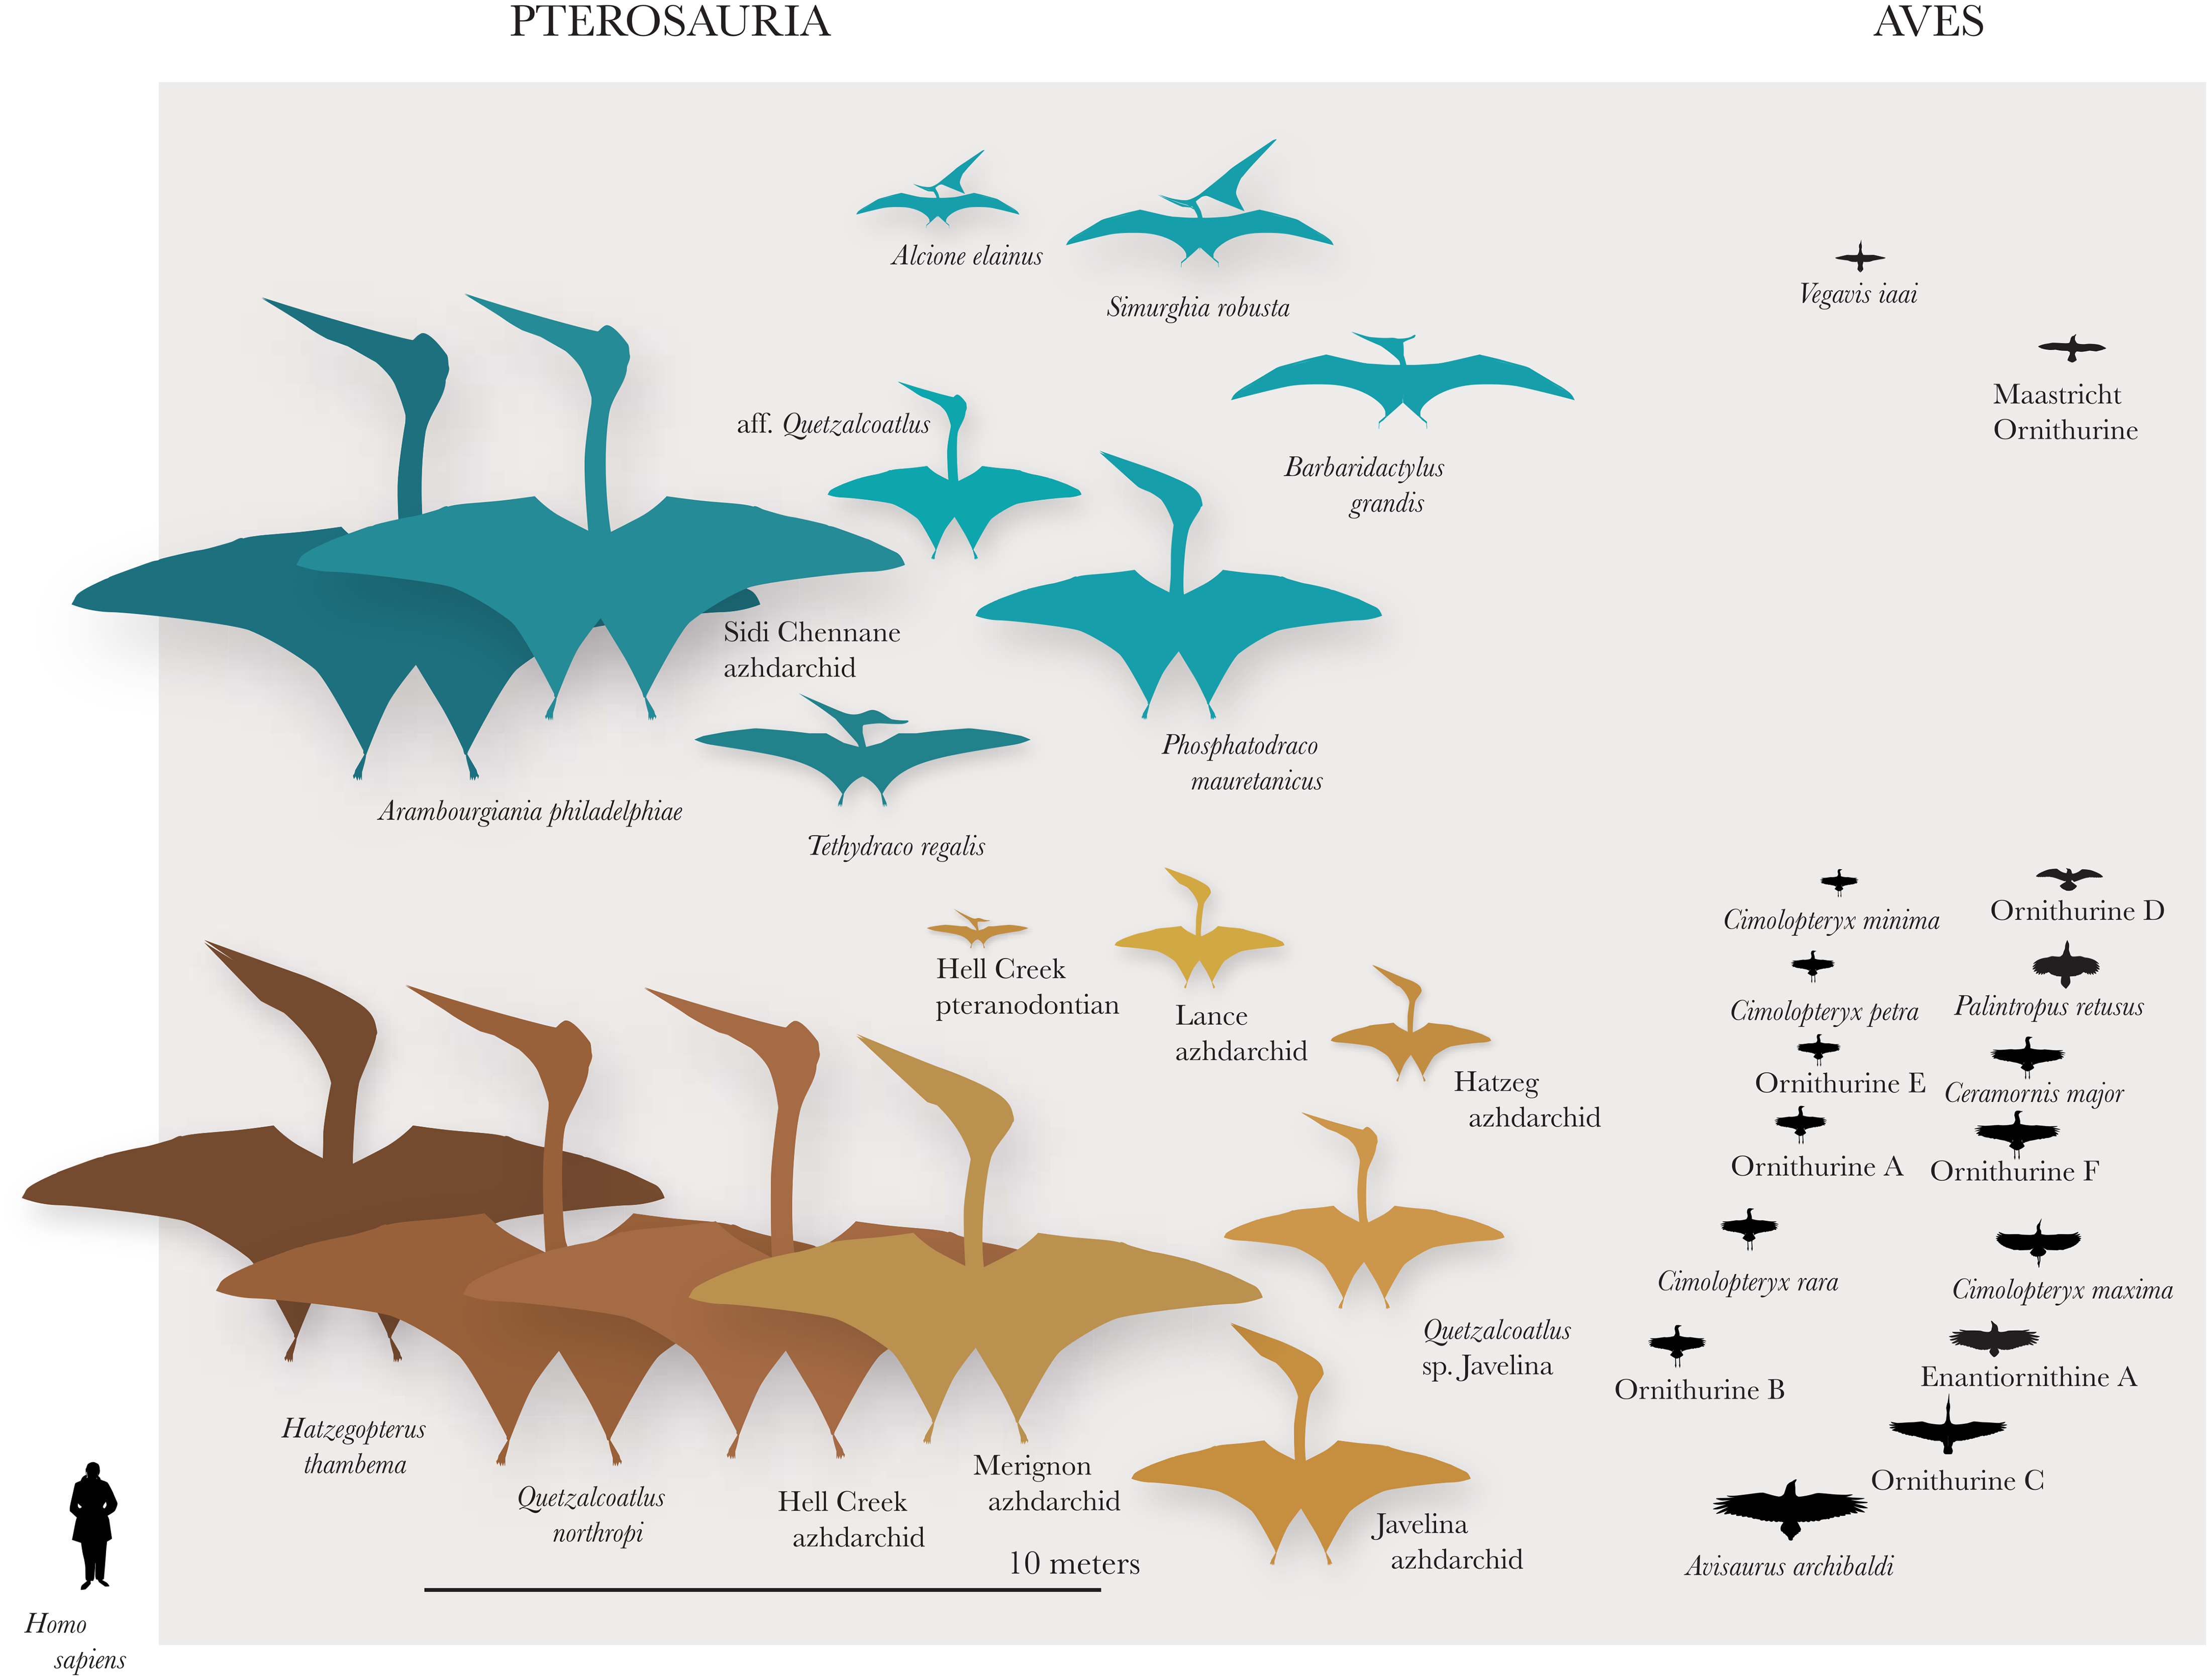 PTEROSAURIA
AVES
Alcione elainus
Simurghia robusta
Vegavis iaai
Maastricht
Ornithurine
aff. Quetzalcoatlus
Barbaridactylus
grandis
Sidi Chennane
azhdarchid
Phosphatodraco
mauretanicus
Arambourgiania philadelphiae
Tethydraco regalis
Hell Creek
pteranodontian
Lance
azhdarchid
Hatzeg
azhdarchid
Cimolopteryx minima
Ornithurine D
Cimolopteryx petra
Palintropus retusus
Ornithurine E
Ceramornis major
Ornithurine A
Ornithurine F
Cimolopteryx rara
Cimolopteryx maxima
Quetzalcoatlus
sp. Javelina
Ornithurine B
Enantiornithine A
Hatzegopterus
thambema
Quetzalcoatlus
northropi
Hell Creek
azhdarchid
Merignon
azhdarchid
Javelina
azhdarchid
Ornithurine C
Avisaurus archibaldi
10 meters
Homo
sapiens